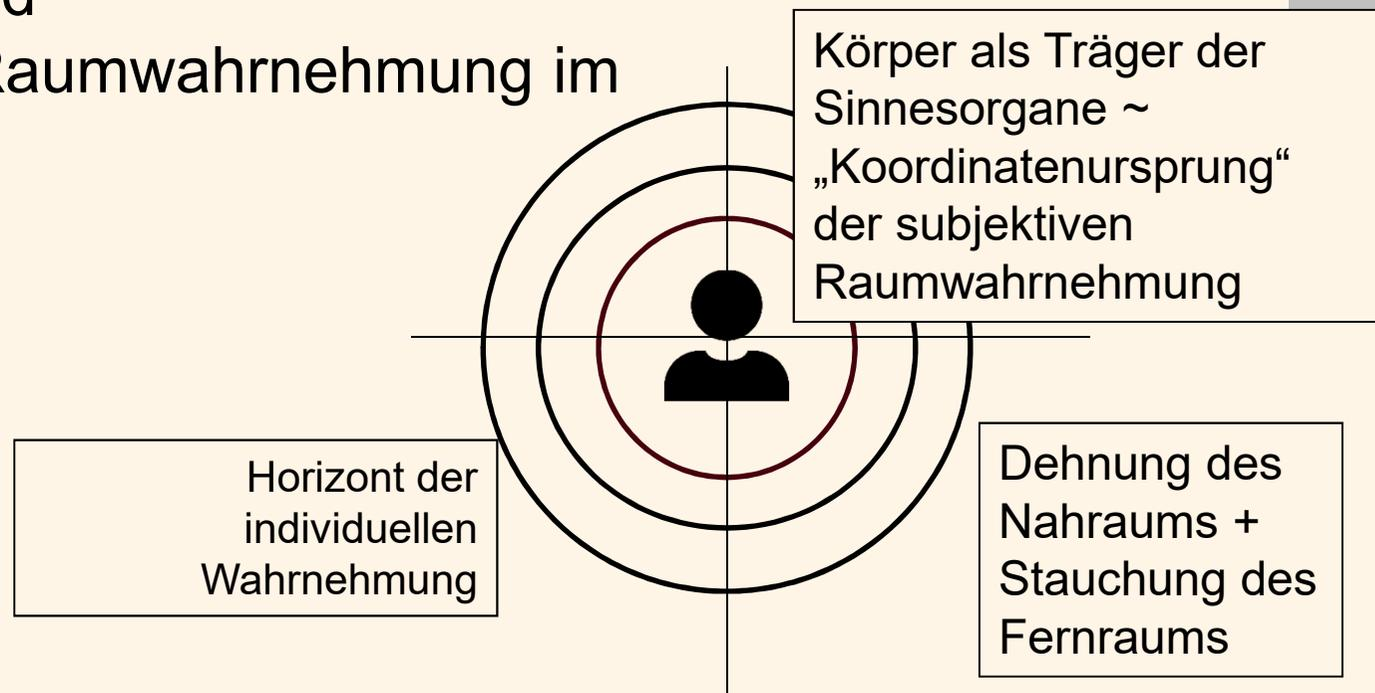 Raumwahrnehmung im
Körper als Träger der
Sinnesorgane ~
„Koordinatenursprung“
der subjektiven
Raumwahrnehmung
Horizont der
individuellen
Wahrnehmung
Dehnung des
Nahraums +
Stauchung des
Fernraums